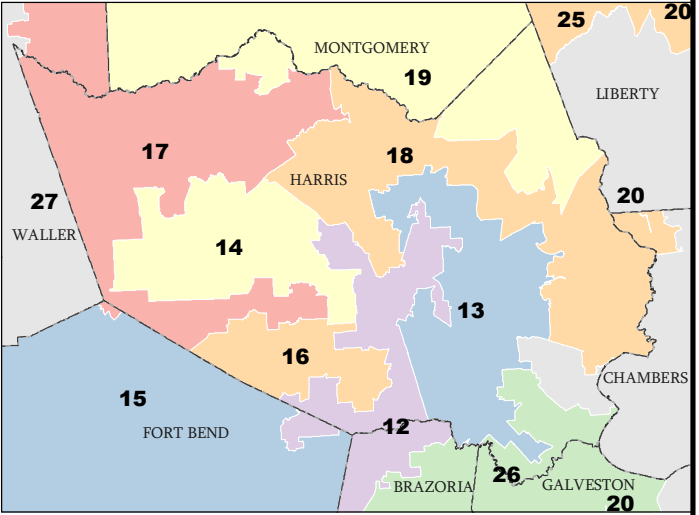 20
25
MONTGOMERY
19
LIBERTY
17
18
HARRIS
27
20
WALLER
14
13
16
CHAMBERS
15
12
FORT BEND
26
BRAZORIA
GALVESTON
20